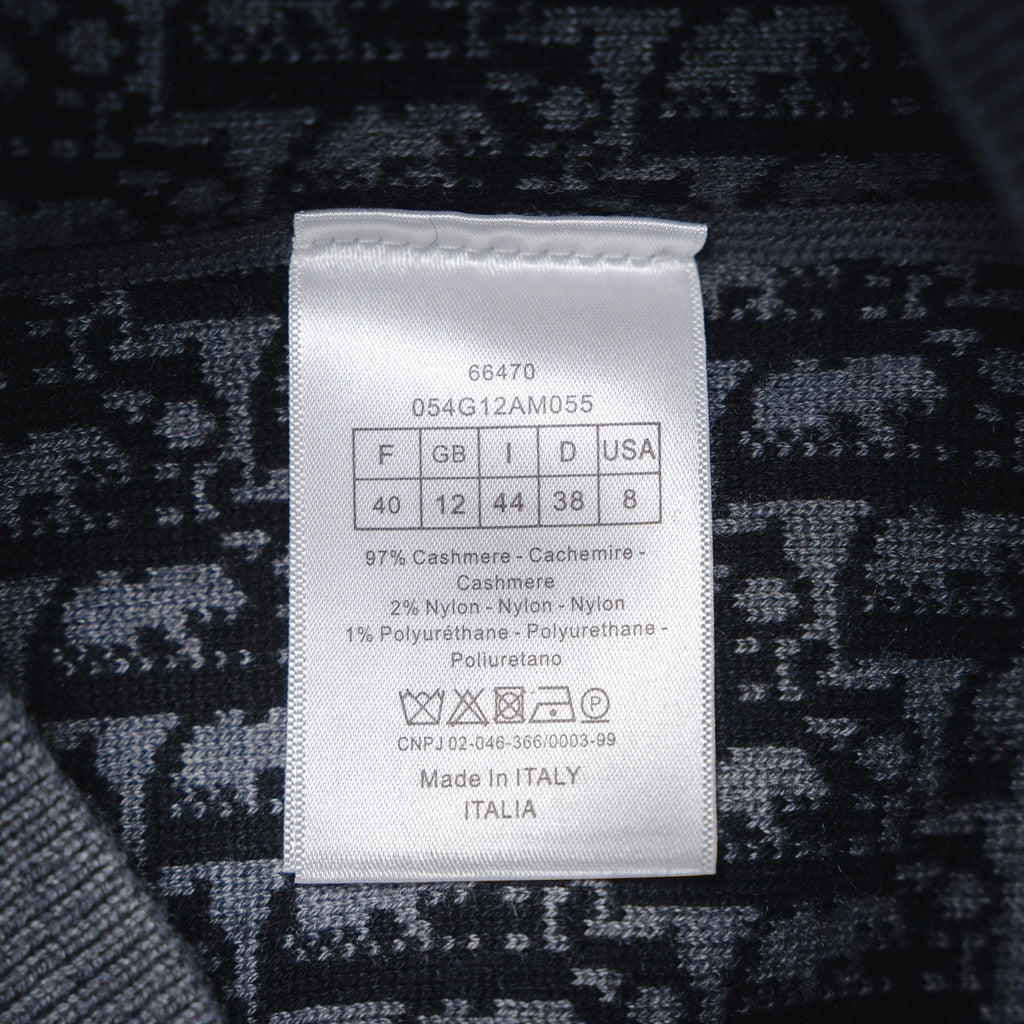 66470
054G12AM055
F GB I D USA
40 12 44 38 8
97% Cashmere - Cachemire -
Cashmere
2% Nylon - Nylon - Nylon
1% Polyuréthane - Polyurethane -
Poliuretano
P
CNPJ 02-046-366/0003-99
Made In ITALY
ITALIA